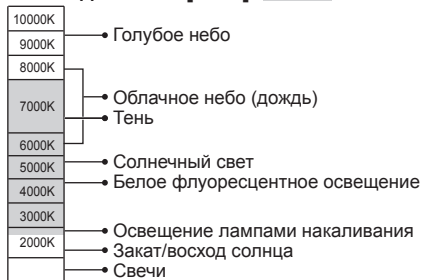 10000K
Голубое небо
9000K
8000K
Облачное небо (дождь)
7000K
Тень
6000K
Солнечный свет
5000K
Белое флуоресцентное освещение
4000K
3000K
Освещение лампами накаливания
2000K
Закат/восход солнца
Свечи